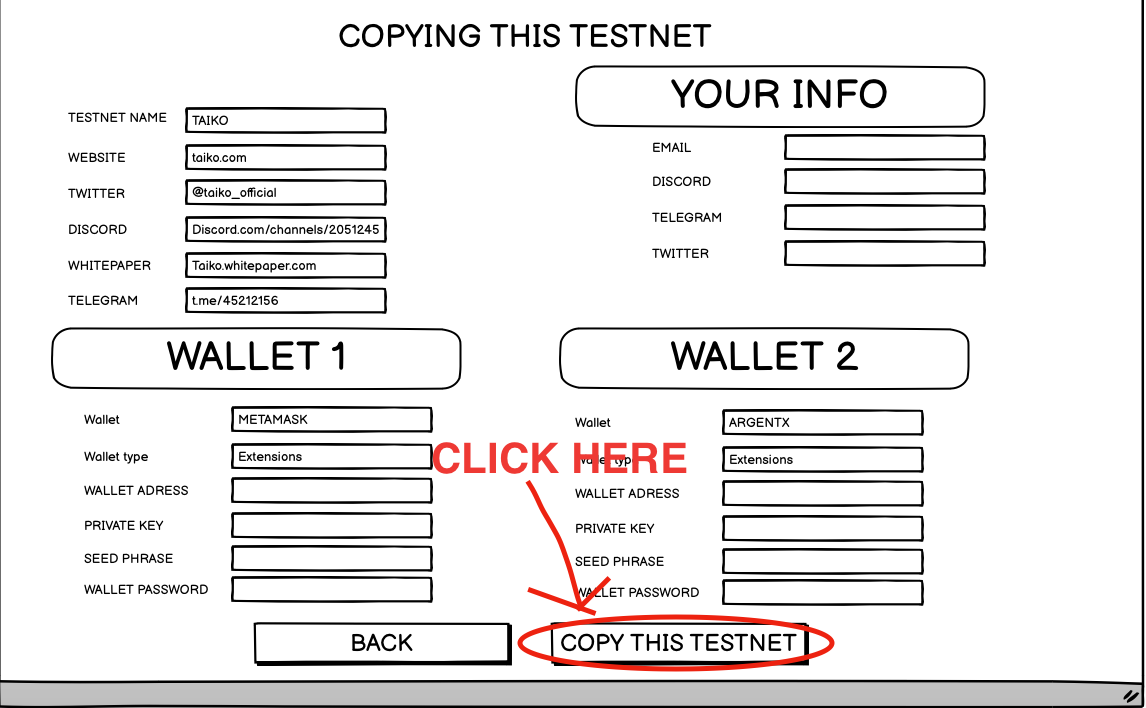 COPYING THIS TESTNET
YOUR INFO
TESTNET NAME TAIKO
WEBSITE taiko.com
TWITTER @taiko_official
DISCORD Discord.com/channels/2051245
WHITEPAPER Taiko.whitepaper.com
TELEGRAM t.me/45212156
EMAIL
DISCORD
TELEGRAM
TWITTER
WALLET 1
Wallet METAMASK
Wallet type Extensions
WALLET ADRESS
PRIVATE KEY
SEED PHRASE
WALLET PASSWORD
WALLET 2
Wallet ARGENTX
Wallet type Extensions
WALLET ADRESS
PRIVATE KEY
SEED PHRASE
WALLET PASSWORD
CLICK HERE
BACK
COPY THIS TESTNET